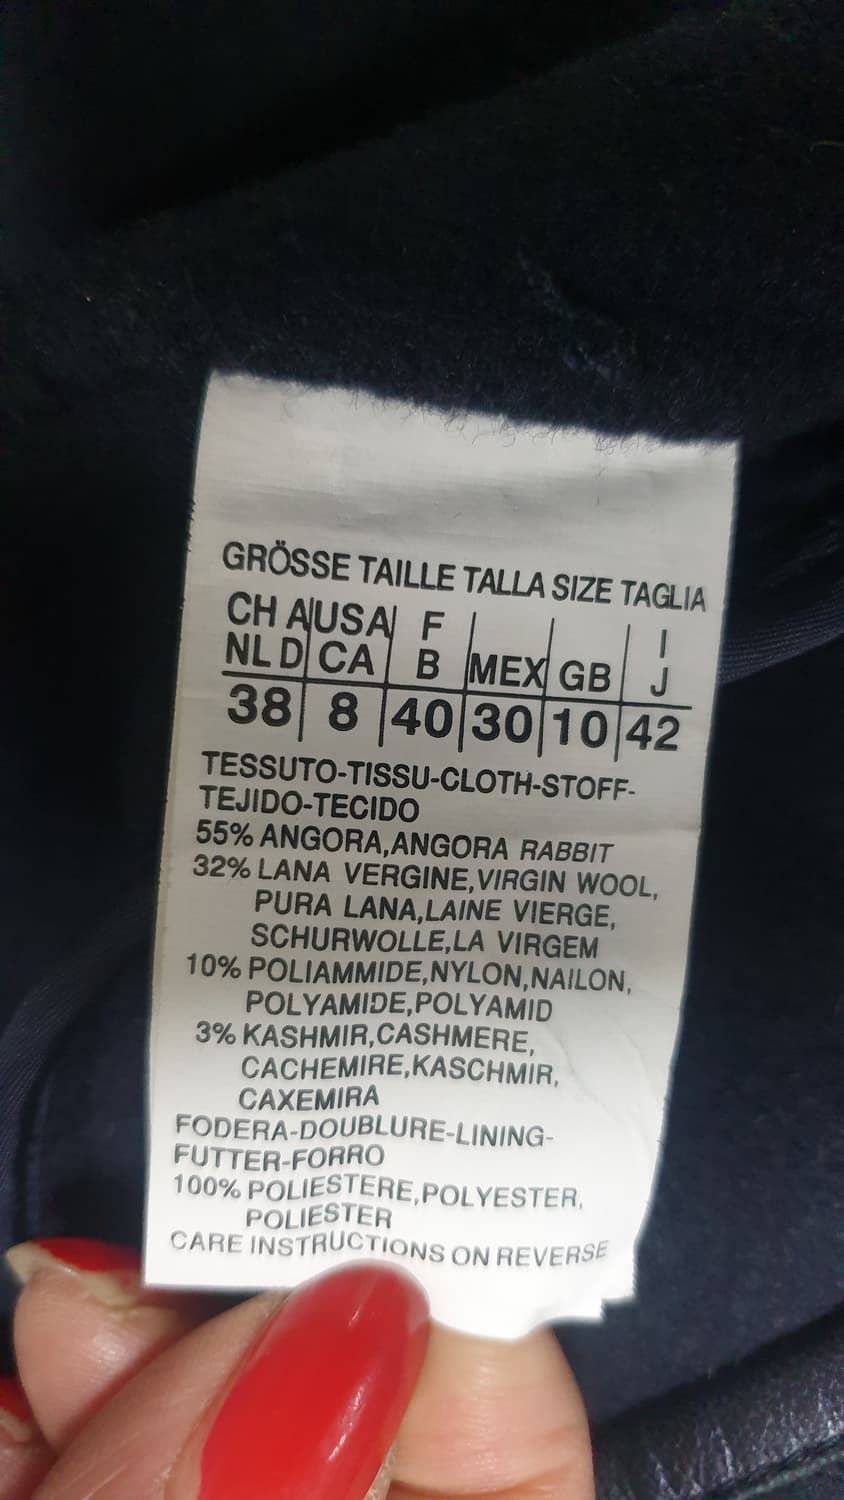 GRÖSSE TAILLE TALLA SIZE TAGLIA
CH A|USA| F | | | I
NL D|CA | B |MEX|GB | J
38| 8 |40|30|10|42
TESSUTO-TISSU-CLOTH-STOFF-
TEJIDO-TECIDO
55% ANGORA,ANGORA RABBIT
32% LANA VERGINE,VIRGIN WOOL,
PURA LANA,LAINE VIERGE,
SCHURWOLLE,LA VIRGEM
10% POLIAMMIDE,NYLON,NAILON,
POLYAMIDE,POLYAMID
3% KASHMIR,CASHMERE,
CACHEMIRE,KASCHMIR,
CAXEMIRA
FODERA-DOUBLURE-LINING-
FUTTER-FORRO
100% POLIESTERE,POLYESTER,
POLIESTER
CARE INSTRUCTIONS ON REVERSE